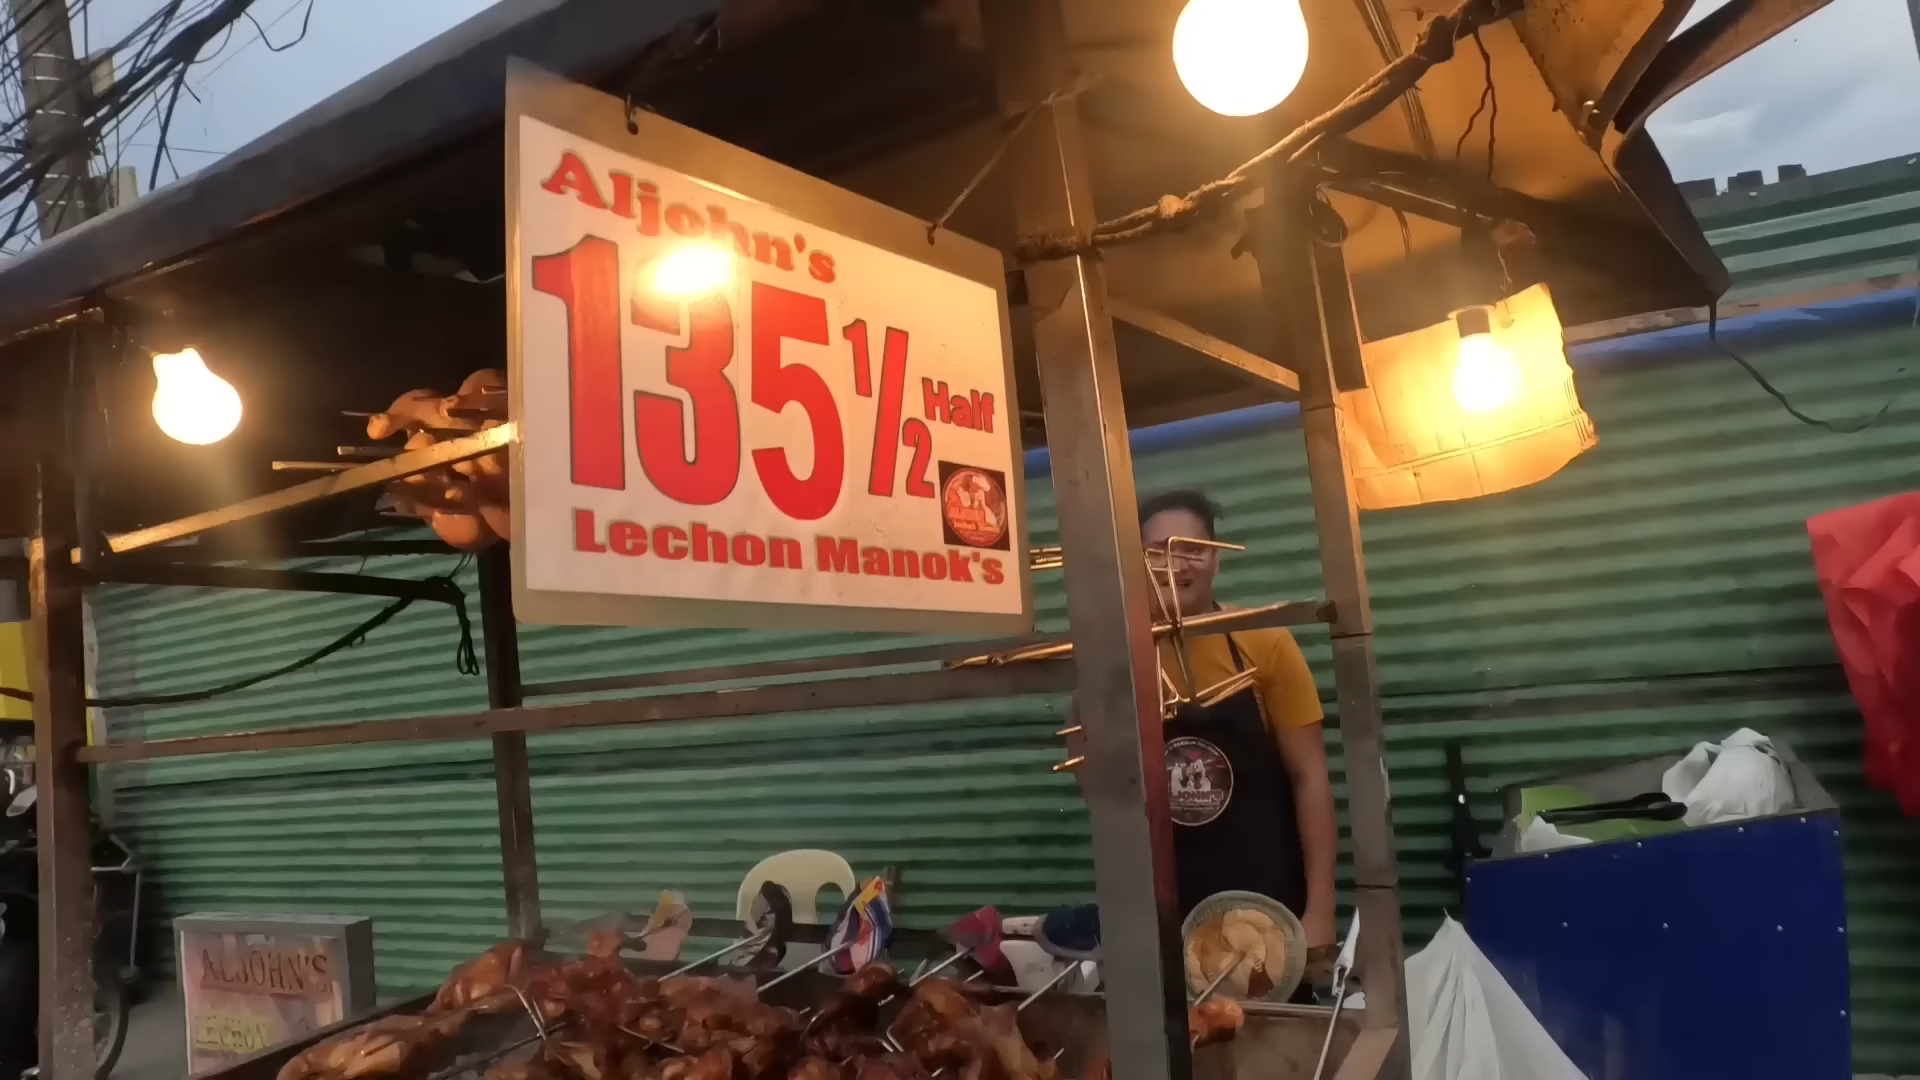 Aljohn's
135 1/2 Half
Lechon Manok's
ALJOHN'S
LECHON